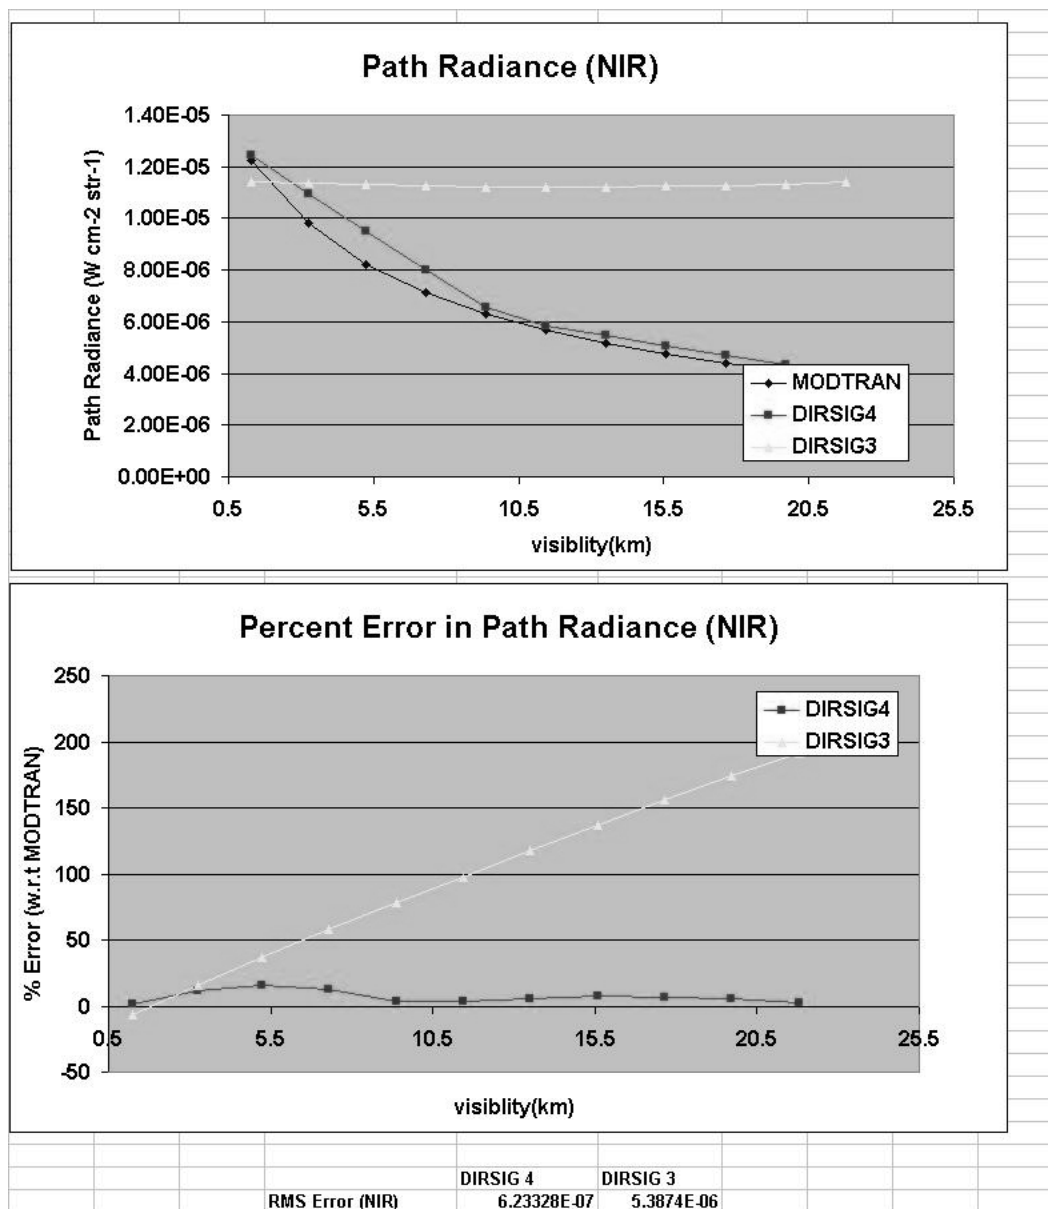 Path Radiance (NIR)
Path Radiance (W cm-2 str-1)
1.40E-05
1.20E-05
1.00E-05
8.00E-06
6.00E-06
4.00E-06
2.00E-06
0.00E+00
MODTRAN
DIRSIG4
DIRSIG3
0.5 5.5 10.5 15.5 20.5 25.5
visiblity(km)
Percent Error in Path Radiance (NIR)
% Error (w.r.t MODTRAN)
250
200
150
100
50
0
-50
DIRSIG4
DIRSIG3
0.5 5.5 10.5 15.5 20.5 25.5
visiblity(km)
DIRSIG 4 DIRSIG 3
RMS Error (NIR) 6.23328E-07 5.3874E-06